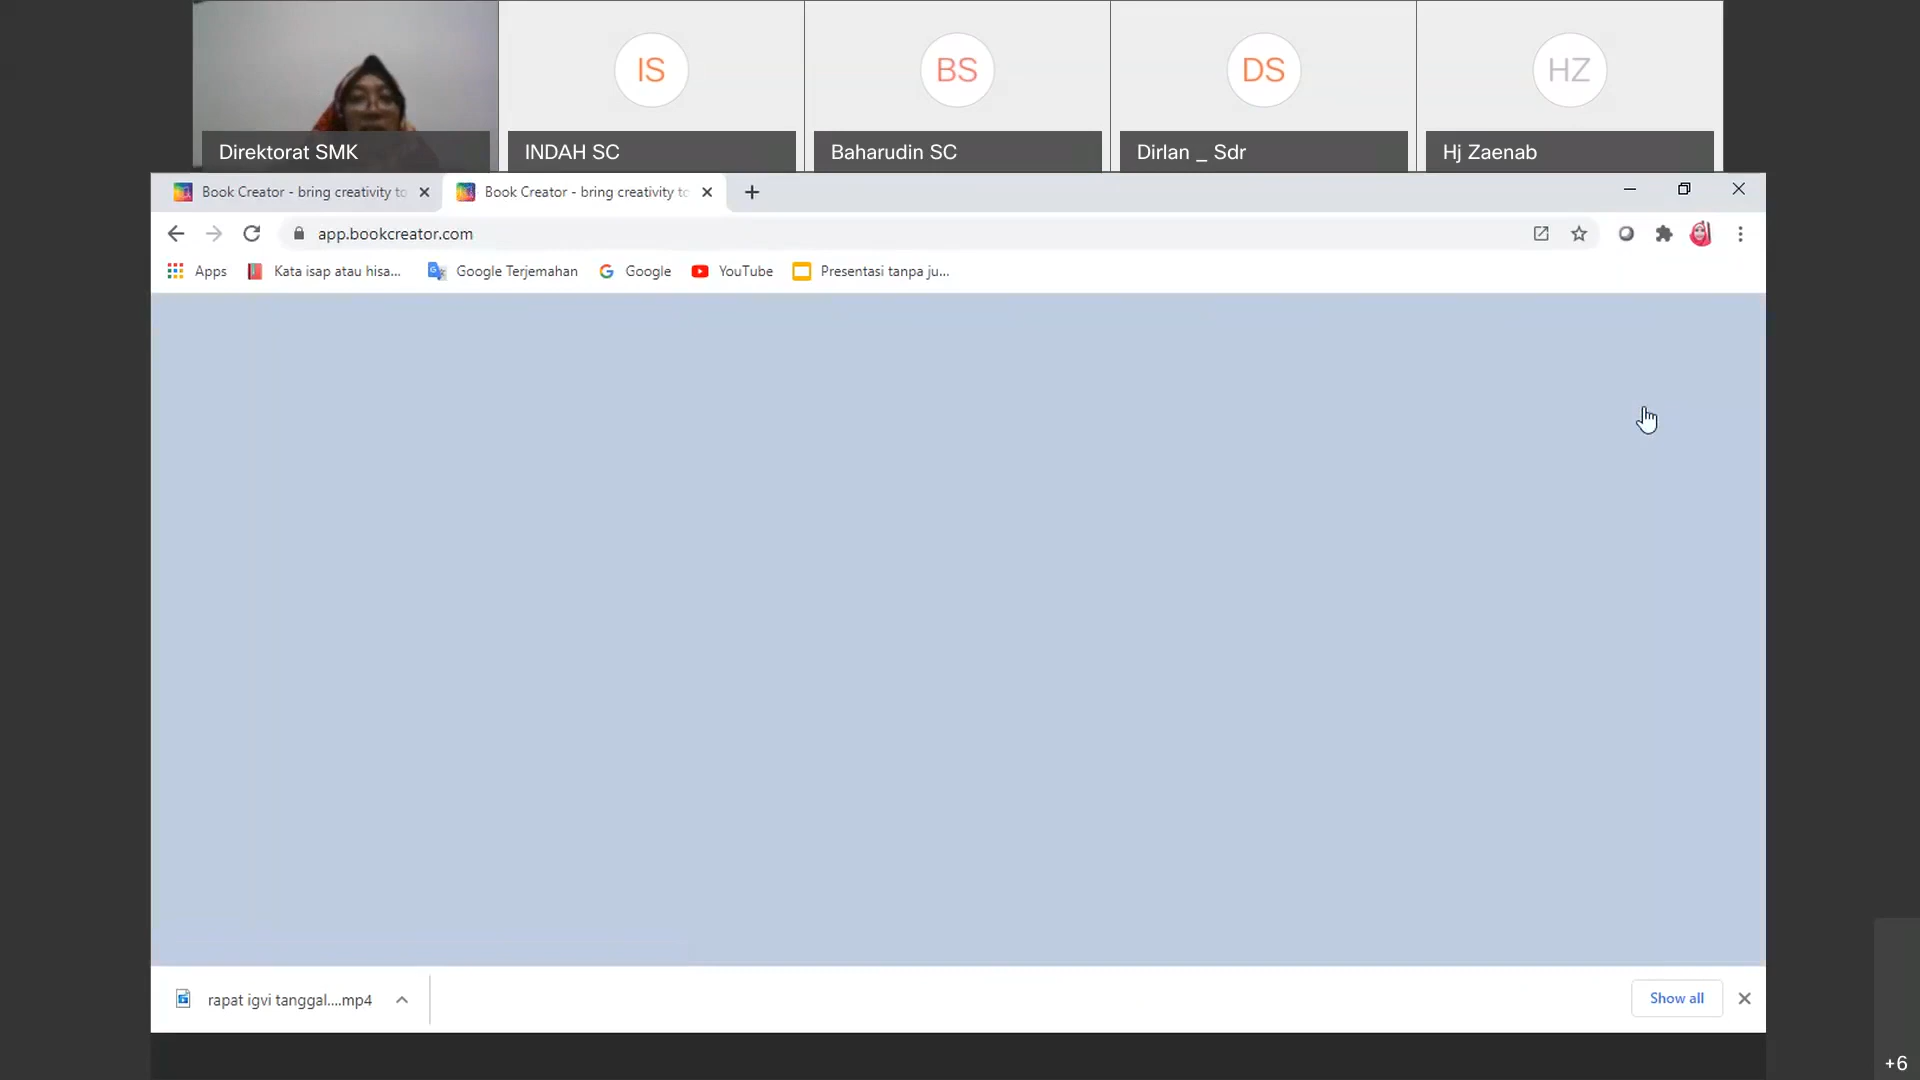 IS
BS
DS
HZ
Direktorat SMK
INDAH SC
Baharudin SC
Dirlan _ Sdr
Hj Zaenab
Book Creator - bring creativity to
Book Creator - bring creativity to
app.bookcreator.com
Apps
Kata isap atau hisa...
Google Terjemahan
Google
YouTube
Presentasi tanpa ju...
rapat igvi tanggal....mp4
Show all
+6